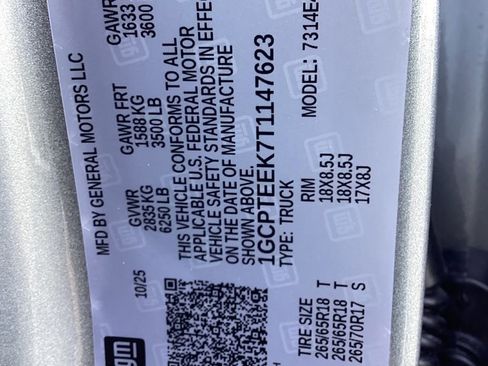 MFD BY GENERAL MOTORS LLC
10/25
GVWR
2835 KG
6250 LB
GAWR FRT
1588 KG
3500 LB
GAWR
1633
3600
THIS VEHICLE CONFORMS TO ALL
APPLICABLE U.S. FEDERAL MOTOR
VEHICLE SAFETY STANDARDS IN EFFE
ON THE DATE OF MANUFACTURE
SHOWN ABOVE.
1GCPTEEK7T1147623
TYPE: TRUCK
MODEL: 7314E
TIRE SIZE
RIM
265/65R18 T
18X8.5J
265/65R18 T
18X8.5J
265/70R17 S
17X8J
gm